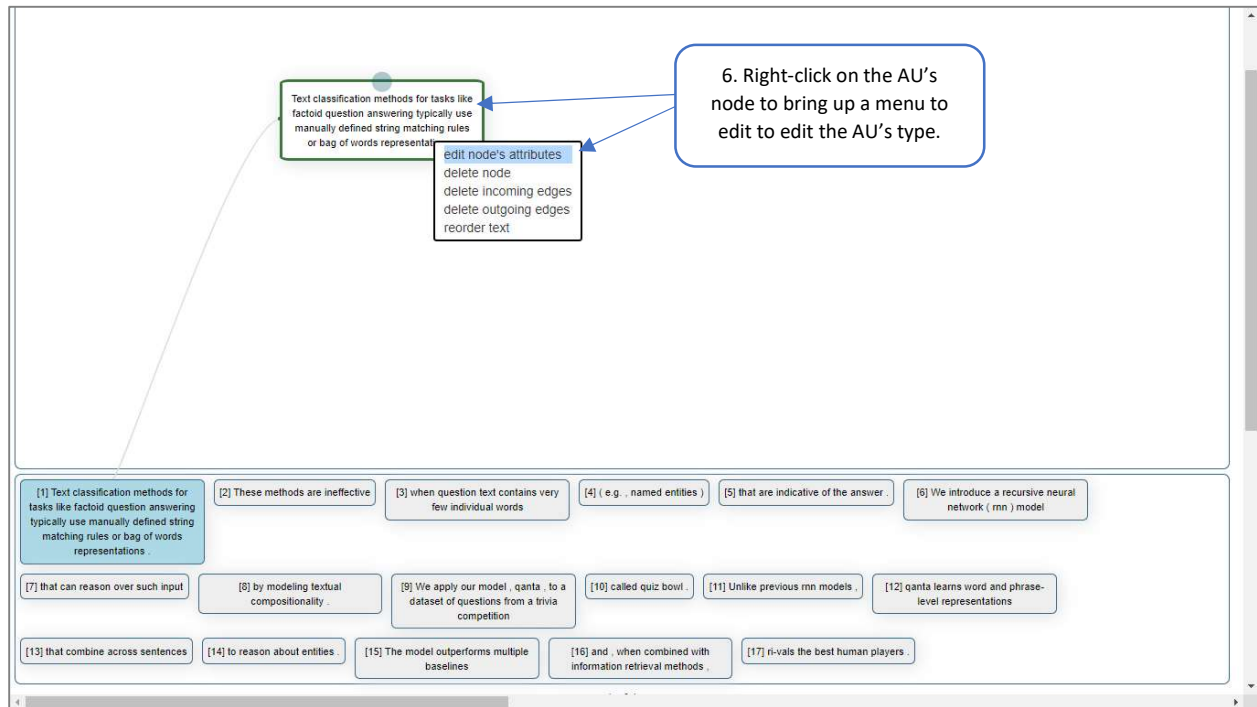 6. Right-click on the AU's
node to bring up a menu to
edit to edit the AU's type.
Text classification methods for tasks like
factoid question answering typically use
manually defined string matching rules
or bag of words representati
edit node's attributes
delete node
delete incoming edges
delete outgoing edges
reorder text
[1] Text classification methods for
tasks like factoid question answering
typically use manually defined string
matching rules or bag of words
representations .
[2] These methods are ineffective
[3] when question text contains very
few individual words
[4] ( e.g. , named entities )
[5] that are indicative of the answer .
[6] We introduce a recursive neural
network ( rnn ) model
[7] that can reason over such input
[8] by modeling textual
compositionality .
[9] We apply our model , qanta , to a
dataset of questions from a trivia
competition
[10] called quiz bowl .
[11] Unlike previous rnn models ,
[12] qanta learns word and phrase-
level representations
[13] that combine across sentences
[14] to reason about entities .
[15] The model outperforms multiple
baselines
[16] and , when combined with
information retrieval methods ,
[17] ri-vals the best human players .